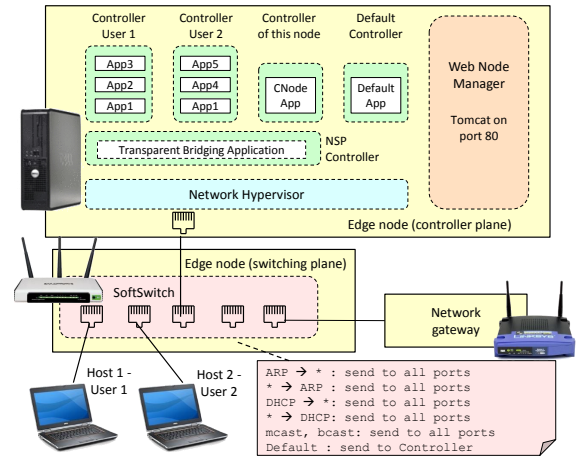 Controller
User 1
Controller
User 2
Controller
of this node
Default
Controller
App3
App2
App1
App5
App4
App1
CNode
App
Default
App
Web Node
Manager
Tomcat on
port 80
NSP
Controller
Transparent Bridging Application
Network Hypervisor
Edge node (controller plane)
Edge node (switching plane)
SoftSwitch
Network
gateway
LINKSYS
Host 1 -
User 1
Host 2 -
User 2
ARP → * : send to all ports
* → ARP : send to all ports
DHCP → *: send to all ports
* → DHCP: send to all ports
mcast, bcast: send to all ports
Default : send to Controller